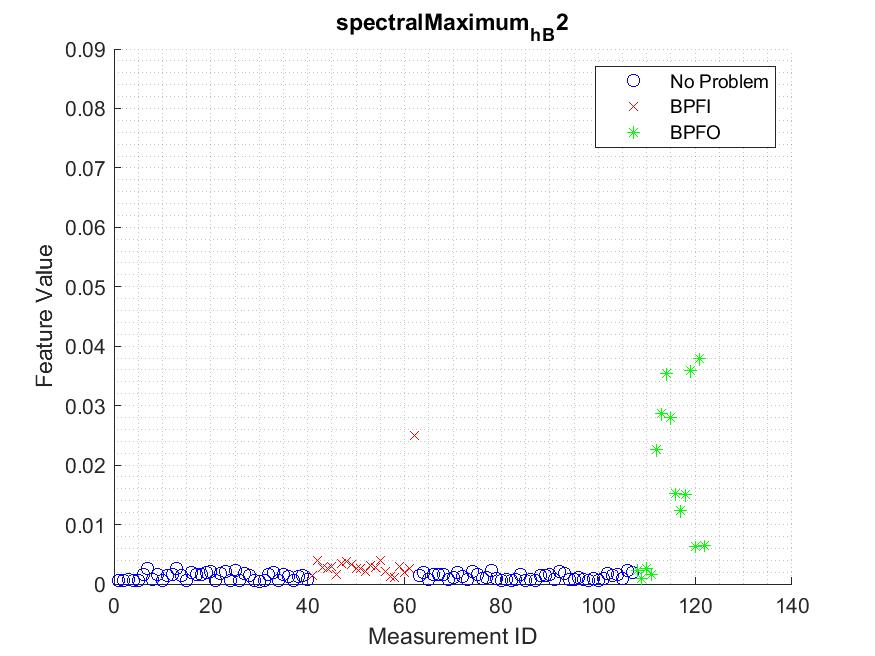 spectralMaximum_hB2
0.09
0.08
0.07
0.06
0.05
0.04
0.03
0.02
0.01
0
Feature Value
No Problem
BPFI
BPFO
0 20 40 60 80 100 120 140
Measurement ID